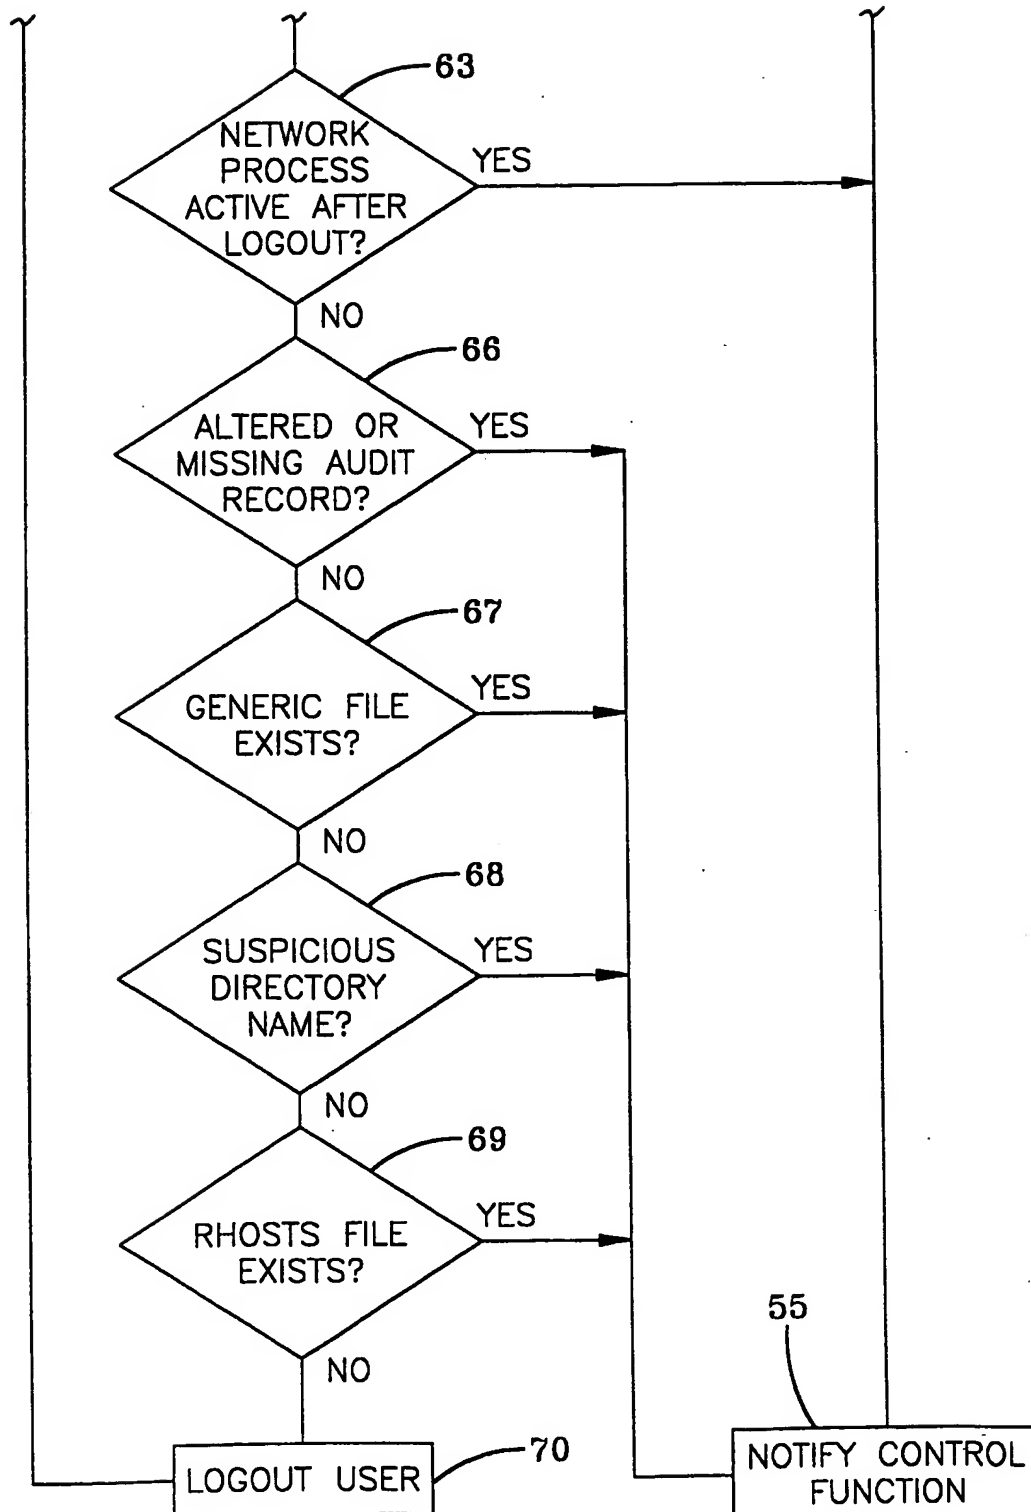 63
NETWORK
PROCESS
ACTIVE AFTER
LOGOUT?
YES
NO
66
ALTERED OR
MISSING AUDIT
RECORD?
YES
NO
67
GENERIC FILE
EXISTS?
YES
NO
68
SUSPICIOUS
DIRECTORY
NAME?
YES
NO
69
RHOSTS FILE
EXISTS?
YES
NO
55
LOGOUT USER
70
NOTIFY CONTROL
FUNCTION